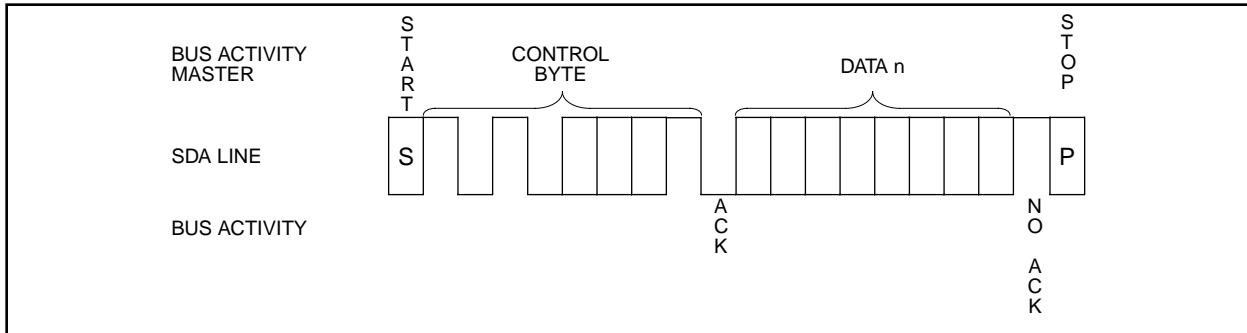 BUS ACTIVITY
MASTER
START
CONTROL
BYTE
DATA n
STOP
SDA LINE
S
P
BUS ACTIVITY
ACK
NO ACK